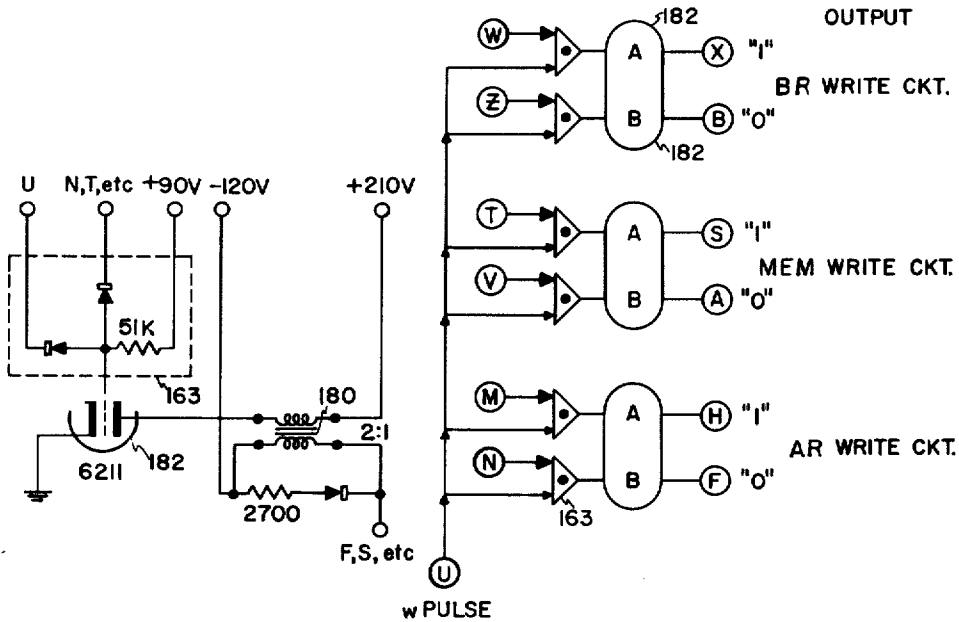 OUTPUT
182
W
A
X "1"
BR WRITE CKT.
Z
B
B "0"
182
U
N,T,etc
+90V
-120V
+210V
T
A
S "1"
MEM WRITE CKT.
V
B
A "0"
51K
163
180
2:1
M
A
H "1"
AR WRITE CKT.
182
6211
N
B
F "0"
2700
163
F,S,etc
U
w PULSE